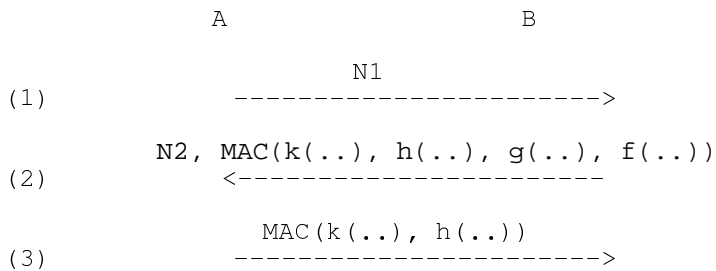 A B
N1
(1) ----------------------->
N2, MAC(k(..), h(..), g(..), f(..))
(2) <-----------------------
MAC(k(..), h(..))
(3) ----------------------->